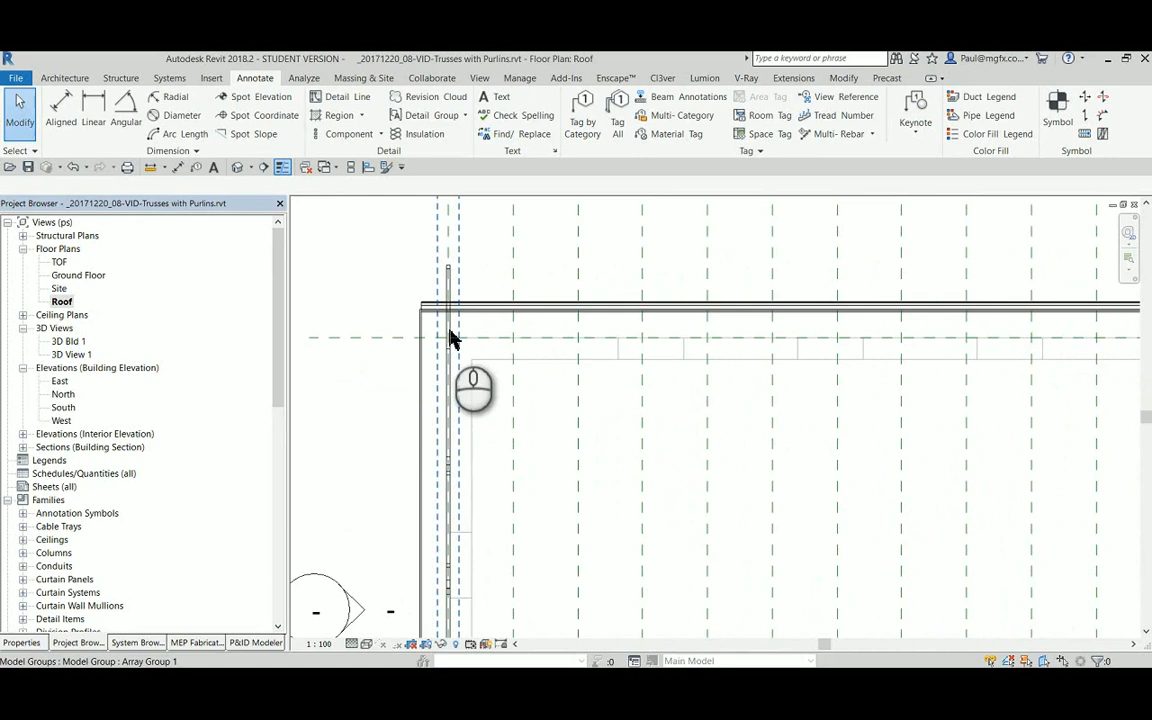 Autodesk Revit 2018.2 - STUDENT VERSION - _20171220_08-VID-Trusses with Purlins.rvt - Floor Plan: Roof
Type a keyword or phrase
Paul@mgfx.co...
File Architecture Structure Systems Insert Annotate Analyze Massing & Site Collaborate View Manage Add-Ins Enscape™ CI3ver Lumion V-Ray Extensions Modify Precast
Radial Spot Elevation Detail Line Revision Cloud Text Beam Annotations Area Tag View Reference Duct Legend
Modify Aligned Linear Angular Diameter Spot Coordinate Region Detail Group Check Spelling Tag by Category Tag All Multi-Category Room Tag Tread Number Keynote Pipe Legend Symbol
Arc Length Spot Slope Component Insulation Find/ Replace Material Tag Space Tag Multi-Rebar Color Fill Legend
Select Dimension Detail Text Tag Color Fill Symbol
Project Browser - _20171220_08-VID-Trusses with Purlins.rvt
Views (ps)
Structural Plans
Floor Plans
TOF
Ground Floor
Site
Roof
Ceiling Plans
3D Views
3D Bld 1
3D View 1
Elevations (Building Elevation)
East
North
South
West
Elevations (Interior Elevation)
Sections (Building Section)
Legends
Schedules/Quantities (all)
Sheets (all)
Families
Annotation Symbols
Cable Trays
Ceilings
Columns
Conduits
Curtain Panels
Curtain Systems
Curtain Wall Mullions
Detail Items
Properties Project Brow... System Brow... MEP Fabricat... P&ID Modeler
1 : 100
Model Groups : Model Group : Array Group 1
:0
Main Model
:0